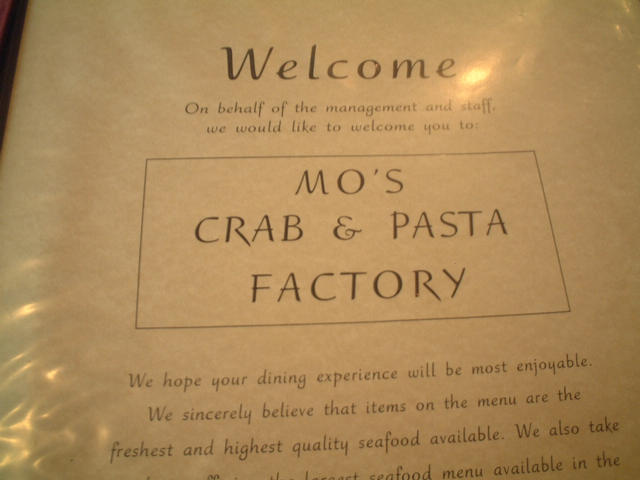 Welcome
On behalf of the management and staff,
we would like to welcome you to:
MO'S
CRAB & PASTA
FACTORY
We hope your dining experience will be most enjoyable.
We sincerely believe that items on the menu are the
freshest and highest quality seafood available. We also take
the largest seafood menu available in the